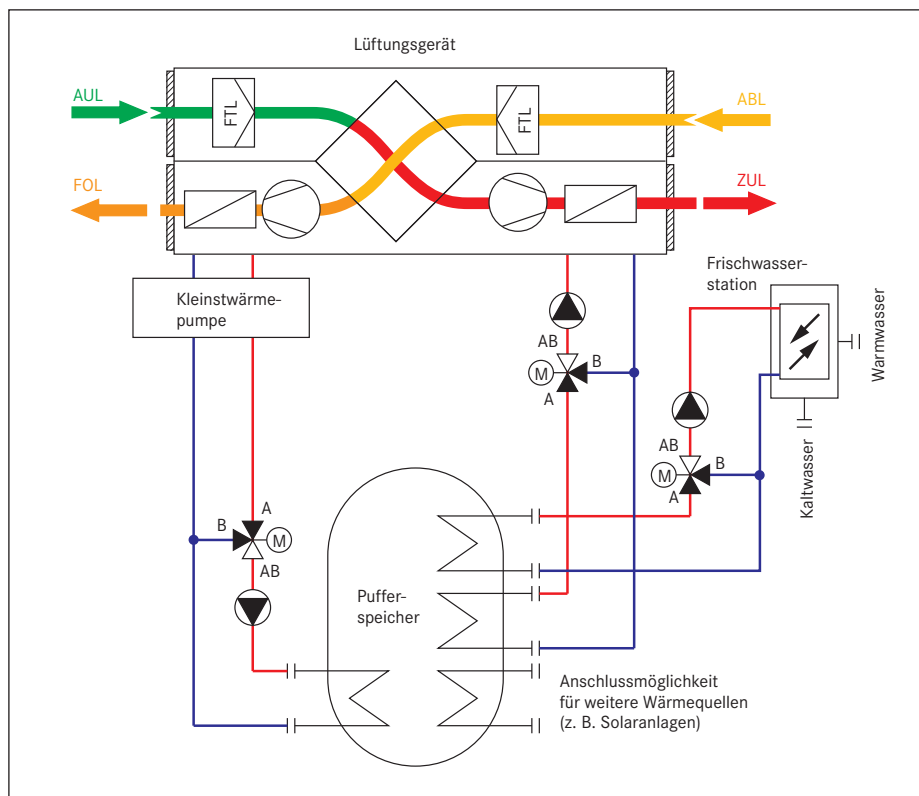 Lüftungsgerät
AUL
FTL
FTL
ABL
FOL
ZUL
Kleinstwärme-
pumpe
Frischwasser-
station
Warmwasser
Kaltwasser
AB
M
B
A
AB
M
B
A
A
B
M
AB
Puffer-
speicher
Anschlussmöglichkeit
für weitere Wärmequellen
(z. B. Solaranlagen)